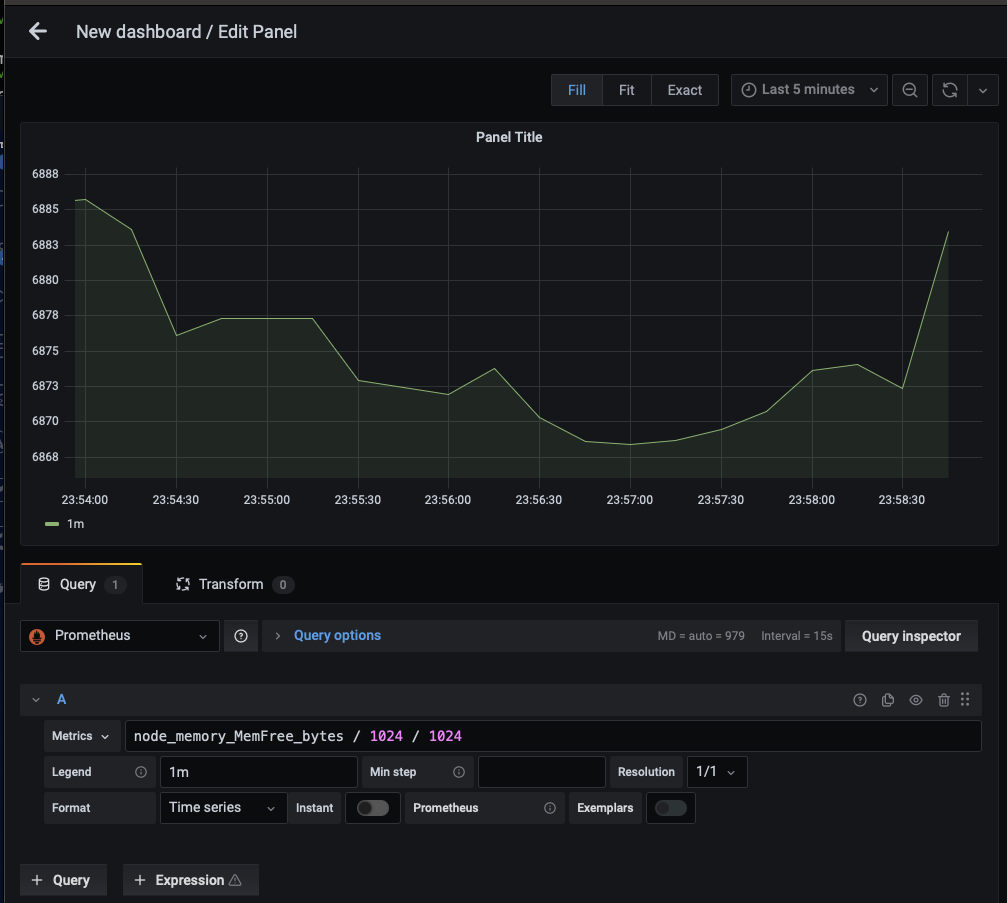 New dashboard / Edit Panel
Fill Fit Exact Last 5 minutes
Panel Title
6888
6885
6883
6880
6878
6875
6873
6870
6868
23:54:00 23:54:30 23:55:00 23:55:30 23:56:00 23:56:30 23:57:00 23:57:30 23:58:00 23:58:30
1m
Query 1 Transform 0
Prometheus Query options MD = auto = 979 Interval = 15s Query inspector
A
Metrics node_memory_MemFree_bytes / 1024 / 1024
Legend 1m Min step Resolution 1/1
Format Time series Instant Prometheus Exemplars
+ Query + Expression